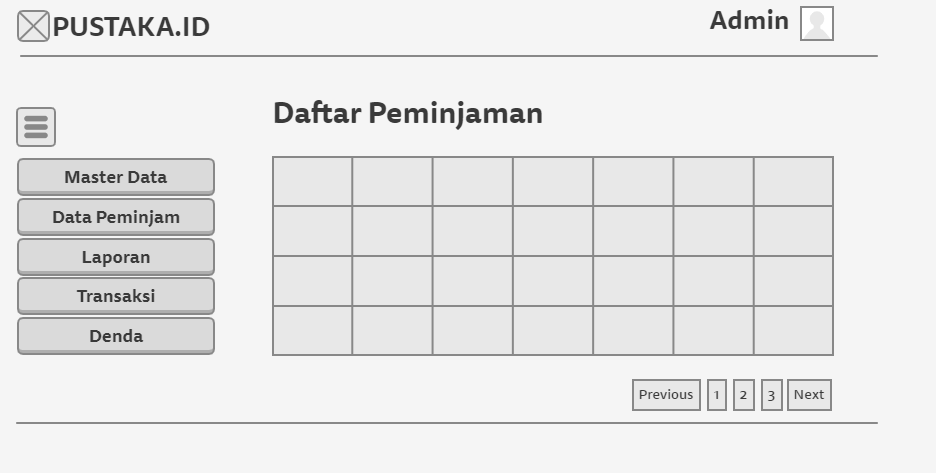 PUSTAKA.ID
Admin
Daftar Peminjaman
Master Data
Data Peminjam
Laporan
Transaksi
Denda
Previous 1 2 3 Next